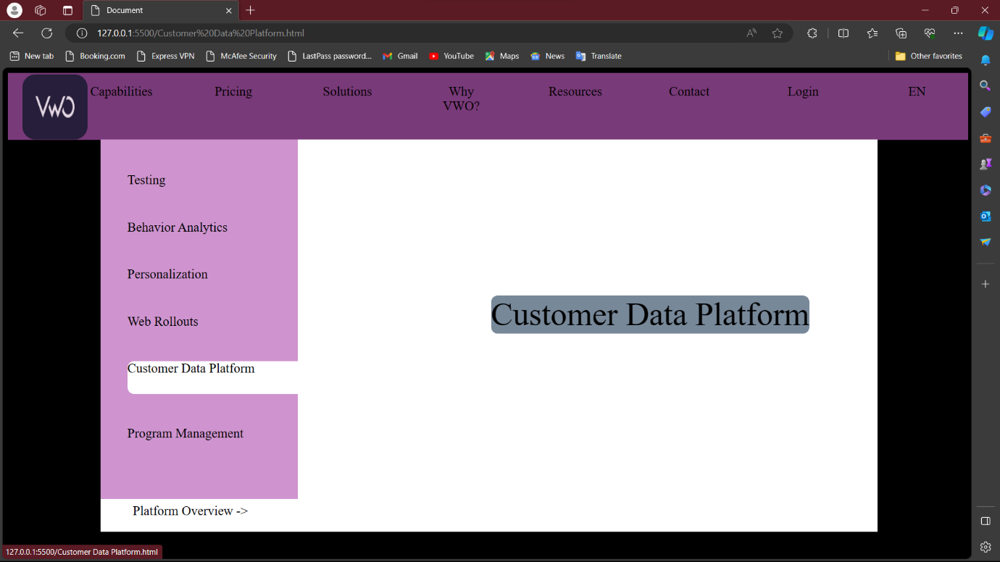 Document
127.0.0.1:5500/Customer%20Data%20Platform.html
New tab Booking.com Express VPN McAfee Security LastPass password... Gmail YouTube Maps News Translate Other favorites
VWO Capabilities Pricing Solutions Why VWO? Resources Contact Login EN
Testing
Behavior Analytics
Personalization
Web Rollouts
Customer Data Platform
Customer Data Platform
Program Management
Platform Overview ->
127.0.0.1:5500/Customer Data Platform.html